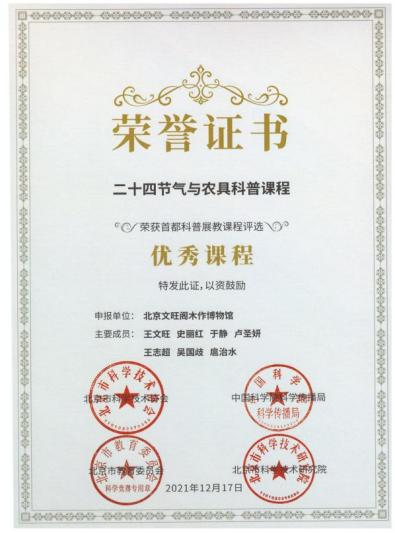 荣誉证书
二十四节气与农具科普课程
荣获首都科普展教课程评选
优秀课程
特发此证，以资鼓励
申报单位： 北京文旺阁木作博物馆
主要成员： 王文旺 史丽红 于静 卢圣妍
王志超 吴国歧 扈治水
北京市科学技术协会 中国科学院科学传播局
科学传播局
北京市教育委员会 北京市科学技术研究院
科学竞赛专用章
2021年12月17日